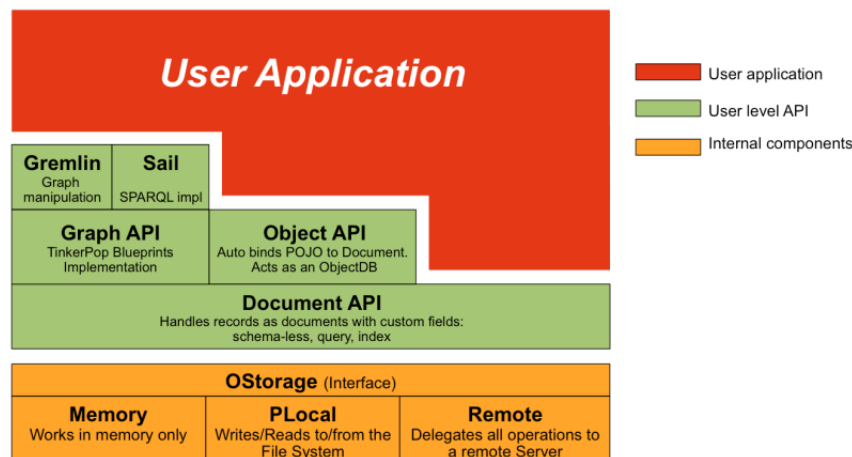 User Application
User application
User level API
Internal components
Gremlin
Graph
manipulation
Sail
SPARQL impl
Graph API
TinkerPop Blueprints
Implementation
Object API
Auto binds POJO to Document.
Acts as an ObjectDB
Document API
Handles records as documents with custom fields:
schema-less, query, index
OStorage (Interface)
Memory
Works in memory only
PLocal
Writes/Reads to/from the
File System
Remote
Delegates all operations to
a remote Server